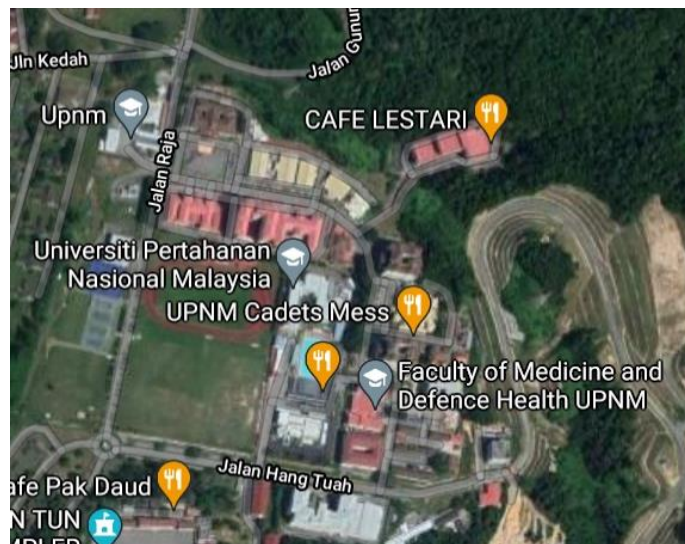 Jln Kedah
Jalan Gunun
Upnm
CAFE LESTARI
Jalan Raja
Universiti Pertahanan
Nasional Malaysia
UPNM Cadets Mess
Faculty of Medicine and
Defence Health UPNM
Jalan Hang Tuah
afe Pak Daud
N TUN